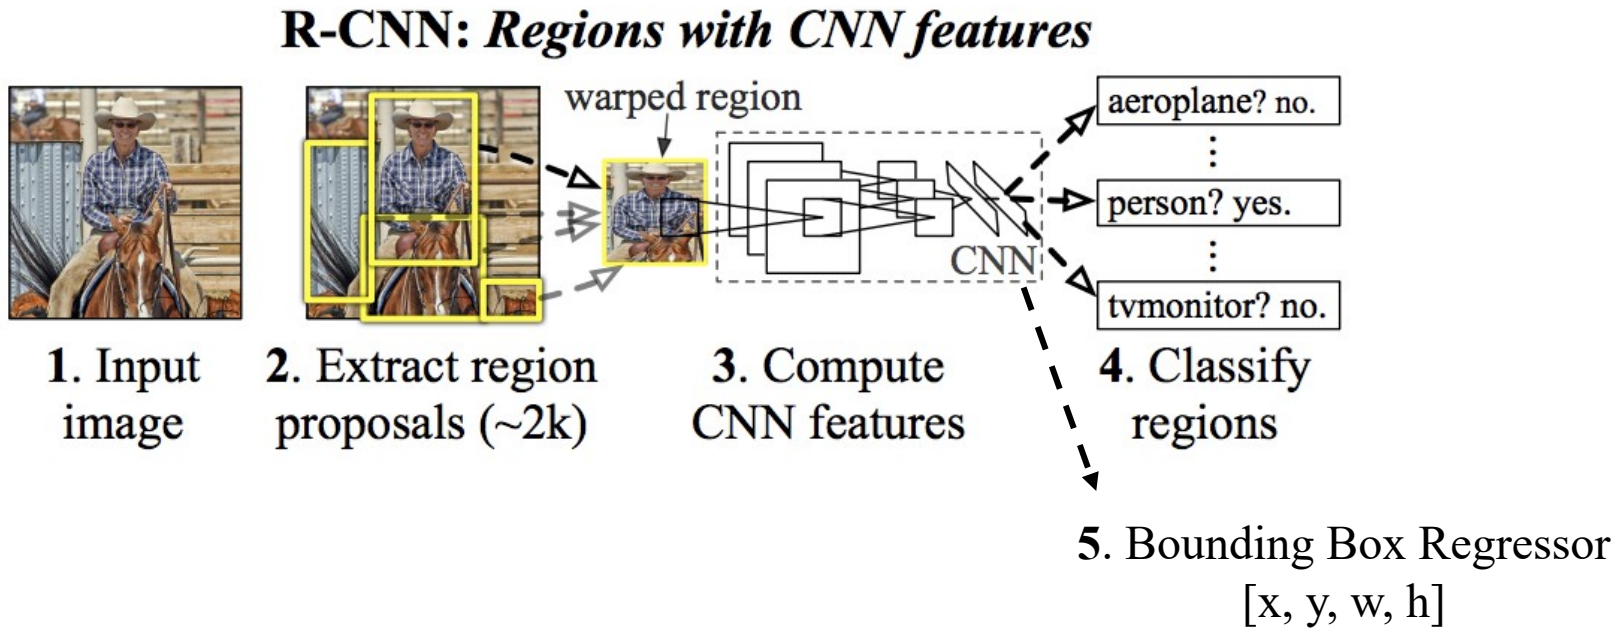 R-CNN: Regions with CNN features
warped region
aeroplane? no.
⋮
person? yes.
⋮
tvmonitor? no.
CNN
1. Input
image
2. Extract region
proposals (~2k)
3. Compute
CNN features
4. Classify
regions
5. Bounding Box Regressor
[x, y, w, h]